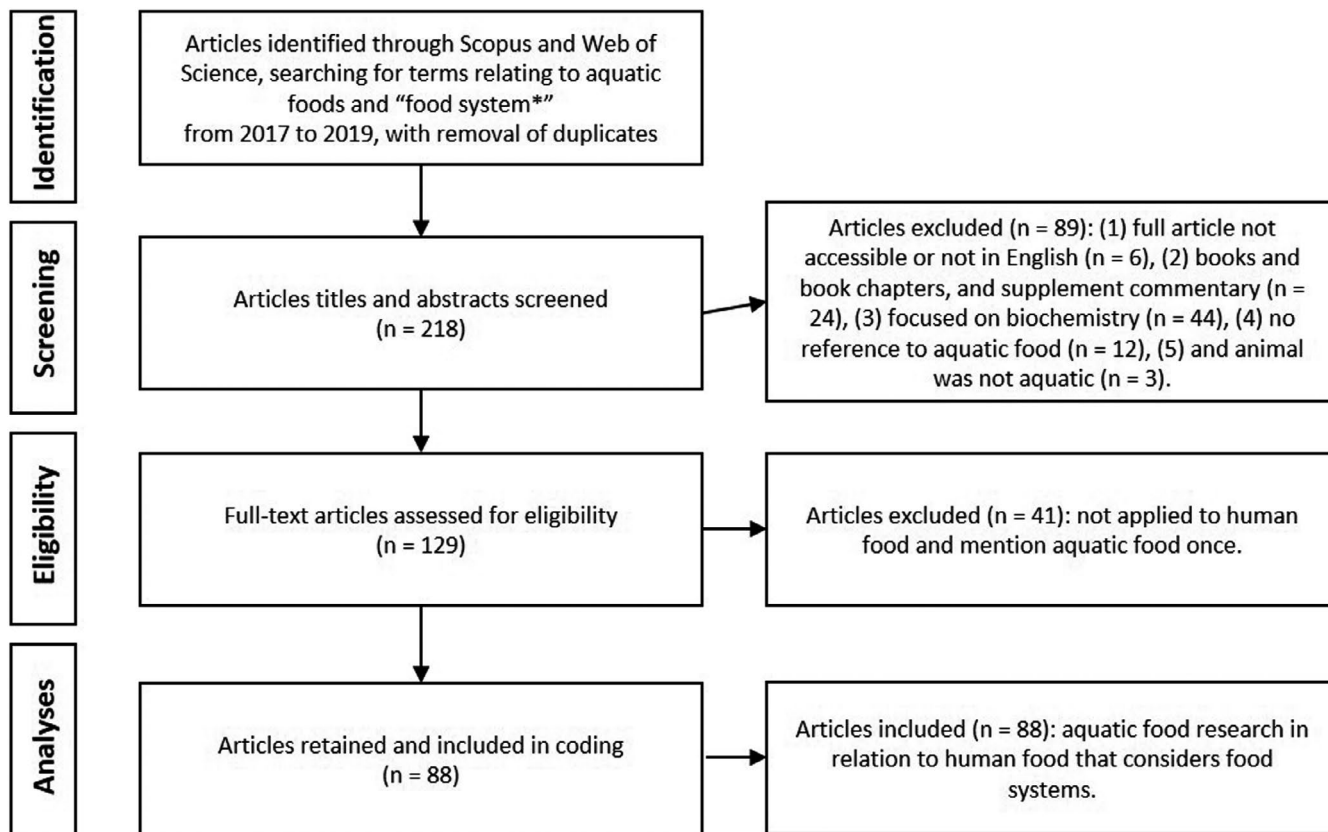 Identification
Articles identified through Scopus and Web of
Science, searching for terms relating to aquatic
foods and “food system*”
from 2017 to 2019, with removal of duplicates
Screening
Articles titles and abstracts screened
(n = 218)
Articles excluded (n = 89): (1) full article not
accessible or not in English (n = 6), (2) books and
book chapters, and supplement commentary (n =
24), (3) focused on biochemistry (n = 44), (4) no
reference to aquatic food (n = 12), (5) and animal
was not aquatic (n = 3).
Eligibility
Full-text articles assessed for eligibility
(n = 129)
Articles excluded (n = 41): not applied to human
food and mention aquatic food once.
Analyses
Articles retained and included in coding
(n = 88)
Articles included (n = 88): aquatic food research in
relation to human food that considers food
systems.